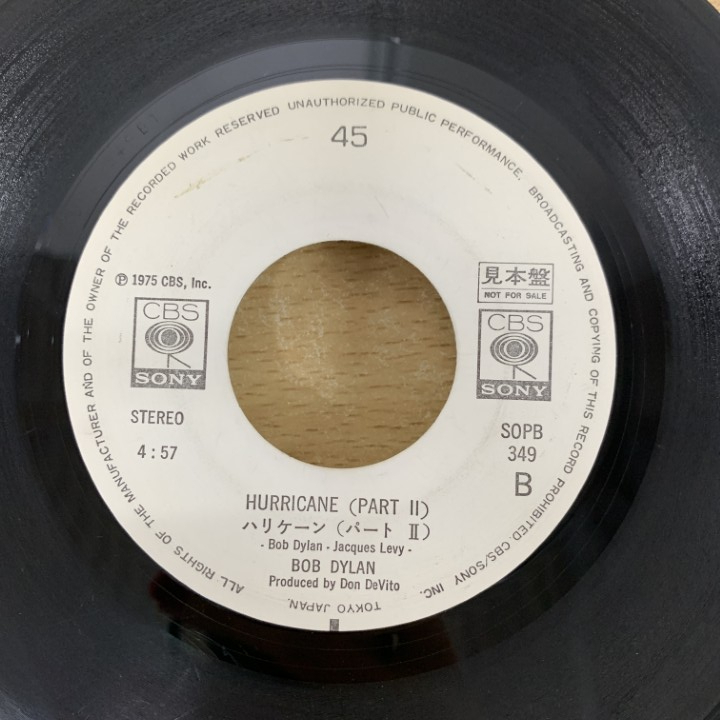 ALL RIGHTS OF THE MANUFACTURER AND OF THE OWNER OF THE RECORDED WORK RESERVED UNAUTHORIZED PUBLIC PERFORMANCE. BROADCASTING AND COPYING OF THIS RECORD PROHIBITED CBS/SONY INC.
TOKYO JAPAN.
45
℗ 1975 CBS, Inc.
CBS
SONY
STEREO
4:57
見本盤
NOT FOR SALE
CBS
SONY
SOPB
349
B
HURRICANE (PART II)
ハリケーン (パート Ⅱ)
- Bob Dylan - Jacques Levy -
BOB DYLAN
Produced by Don DeVito